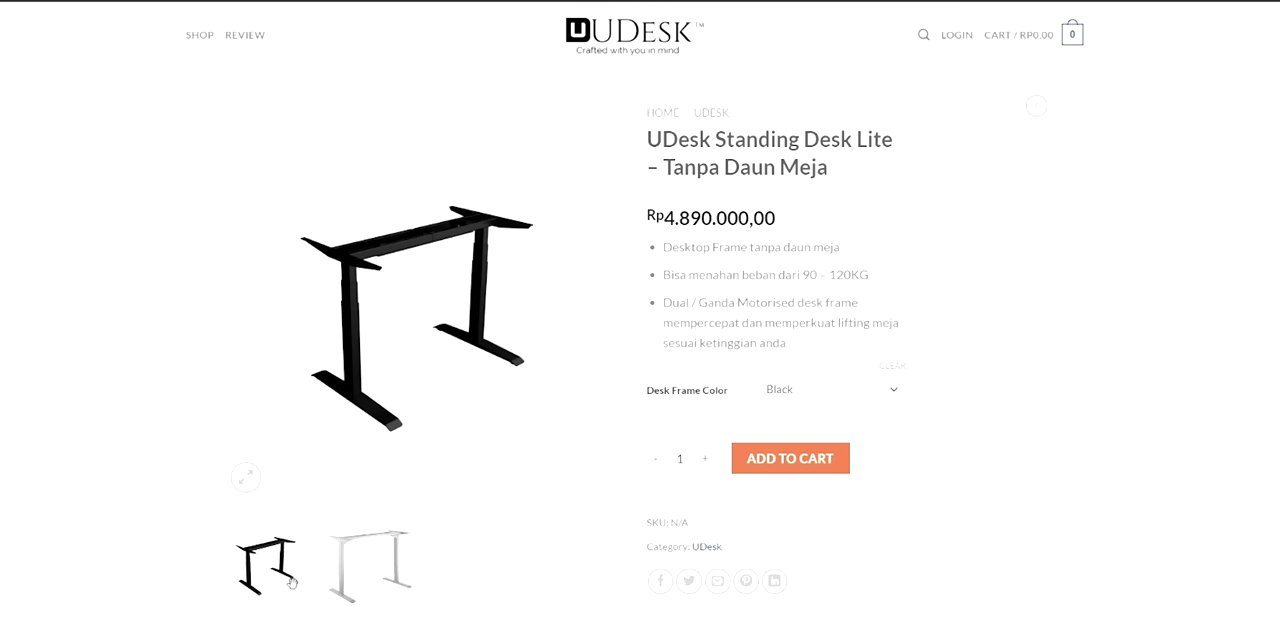 SHOP REVIEW
U UDESK™
Crafted with you in mind
LOGIN CART / RP0.00 0
HOME UDESK
UDesk Standing Desk Lite
– Tanpa Daun Meja
Rp4.890.000,00
Desktop Frame tanpa daun meja
Bisa menahan beban dari 90 – 120KG
Dual / Ganda Motorised desk frame
mempercepat dan memperkuat lifting meja
sesuai ketinggian anda
CLEAR
Desk Frame Color Black
- 1 + ADD TO CART
SKU: N/A
Category: UDesk